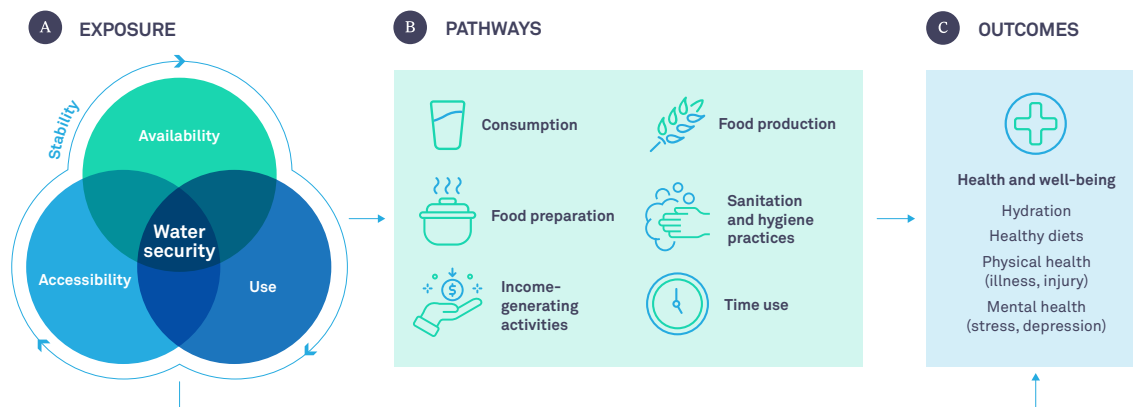 A EXPOSURE
B PATHWAYS
C OUTCOMES
Stability
Availability
Water
security
Accessibility
Use
Consumption
Food production
Food preparation
Sanitation
and hygiene
practices
Income-
generating
activities
$
Time use
Health and well-being
Hydration
Healthy diets
Physical health
(illness, injury)
Mental health
(stress, depression)